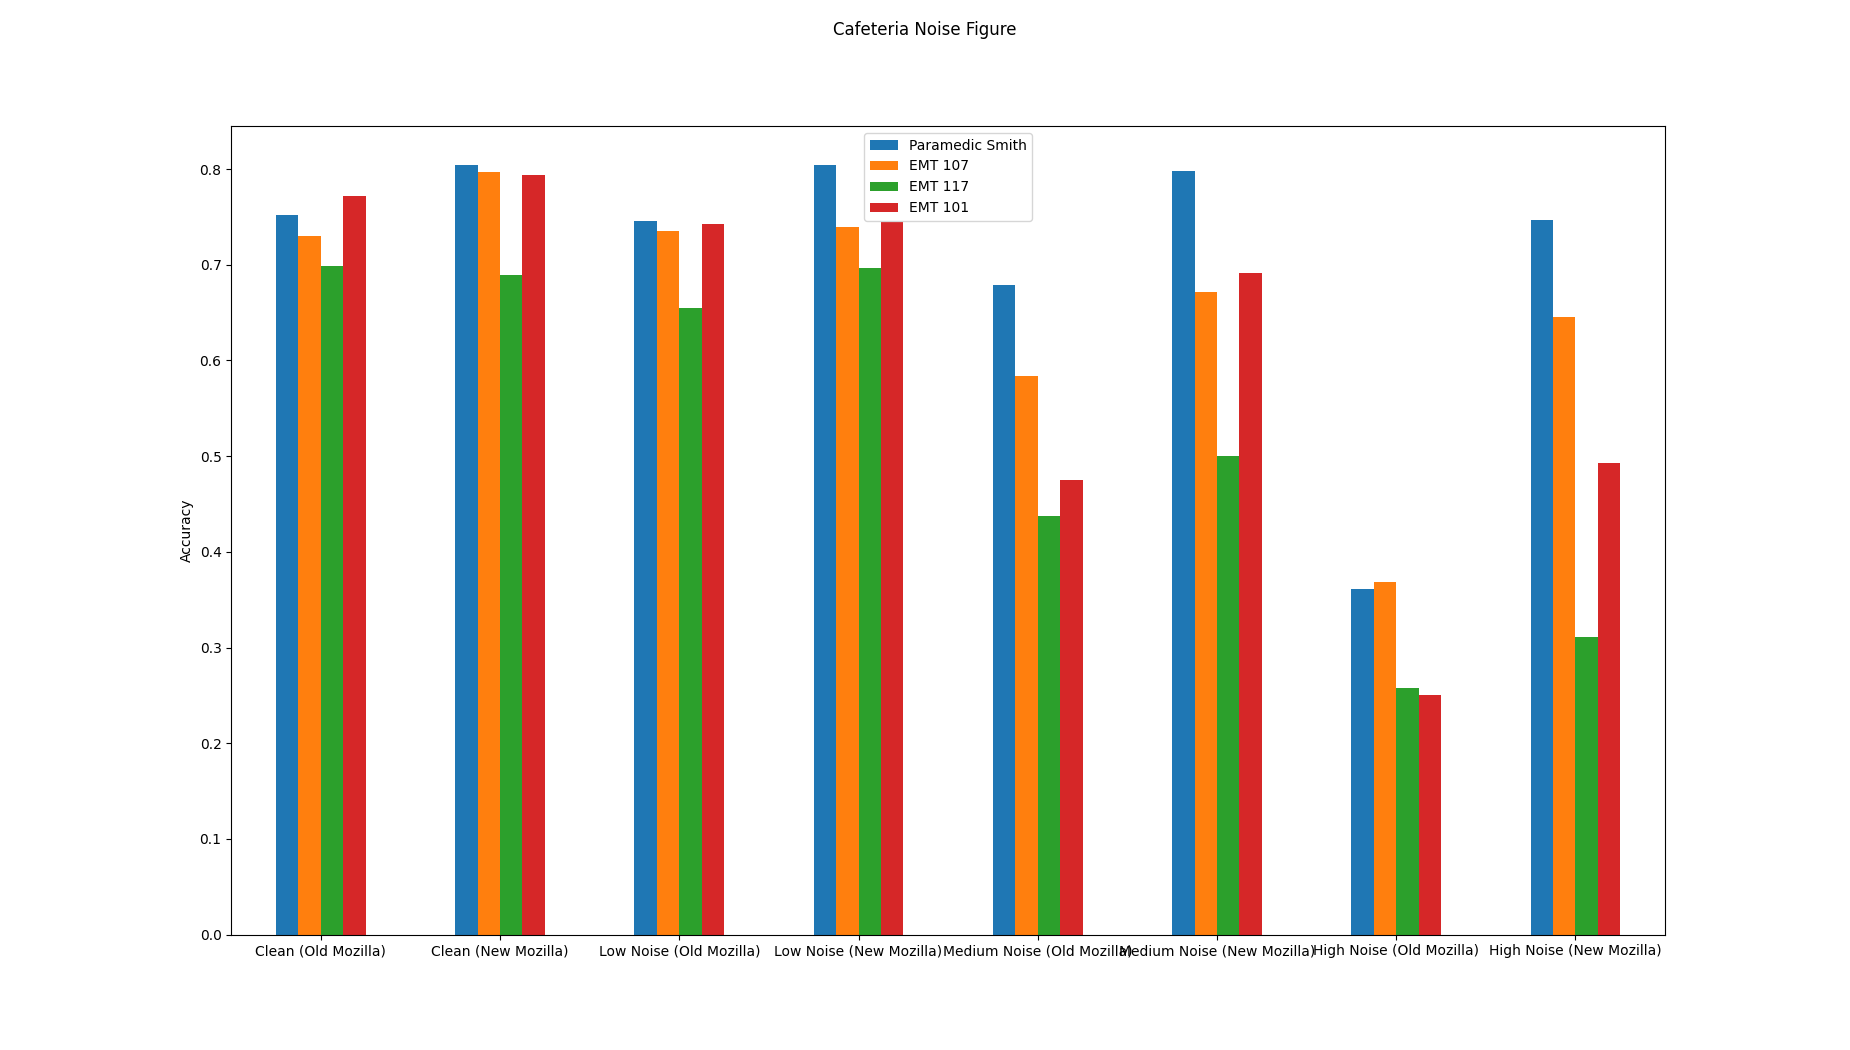 Cafeteria Noise Figure
Paramedic Smith
EMT 107
EMT 117
EMT 101
Accuracy
0.8
0.7
0.6
0.5
0.4
0.3
0.2
0.1
0.0
Clean (Old Mozilla)
Clean (New Mozilla)
Low Noise (Old Mozilla)
Low Noise (New Mozilla)
Medium Noise (Old Mozilla)
Medium Noise (New Mozilla)
High Noise (Old Mozilla)
High Noise (New Mozilla)